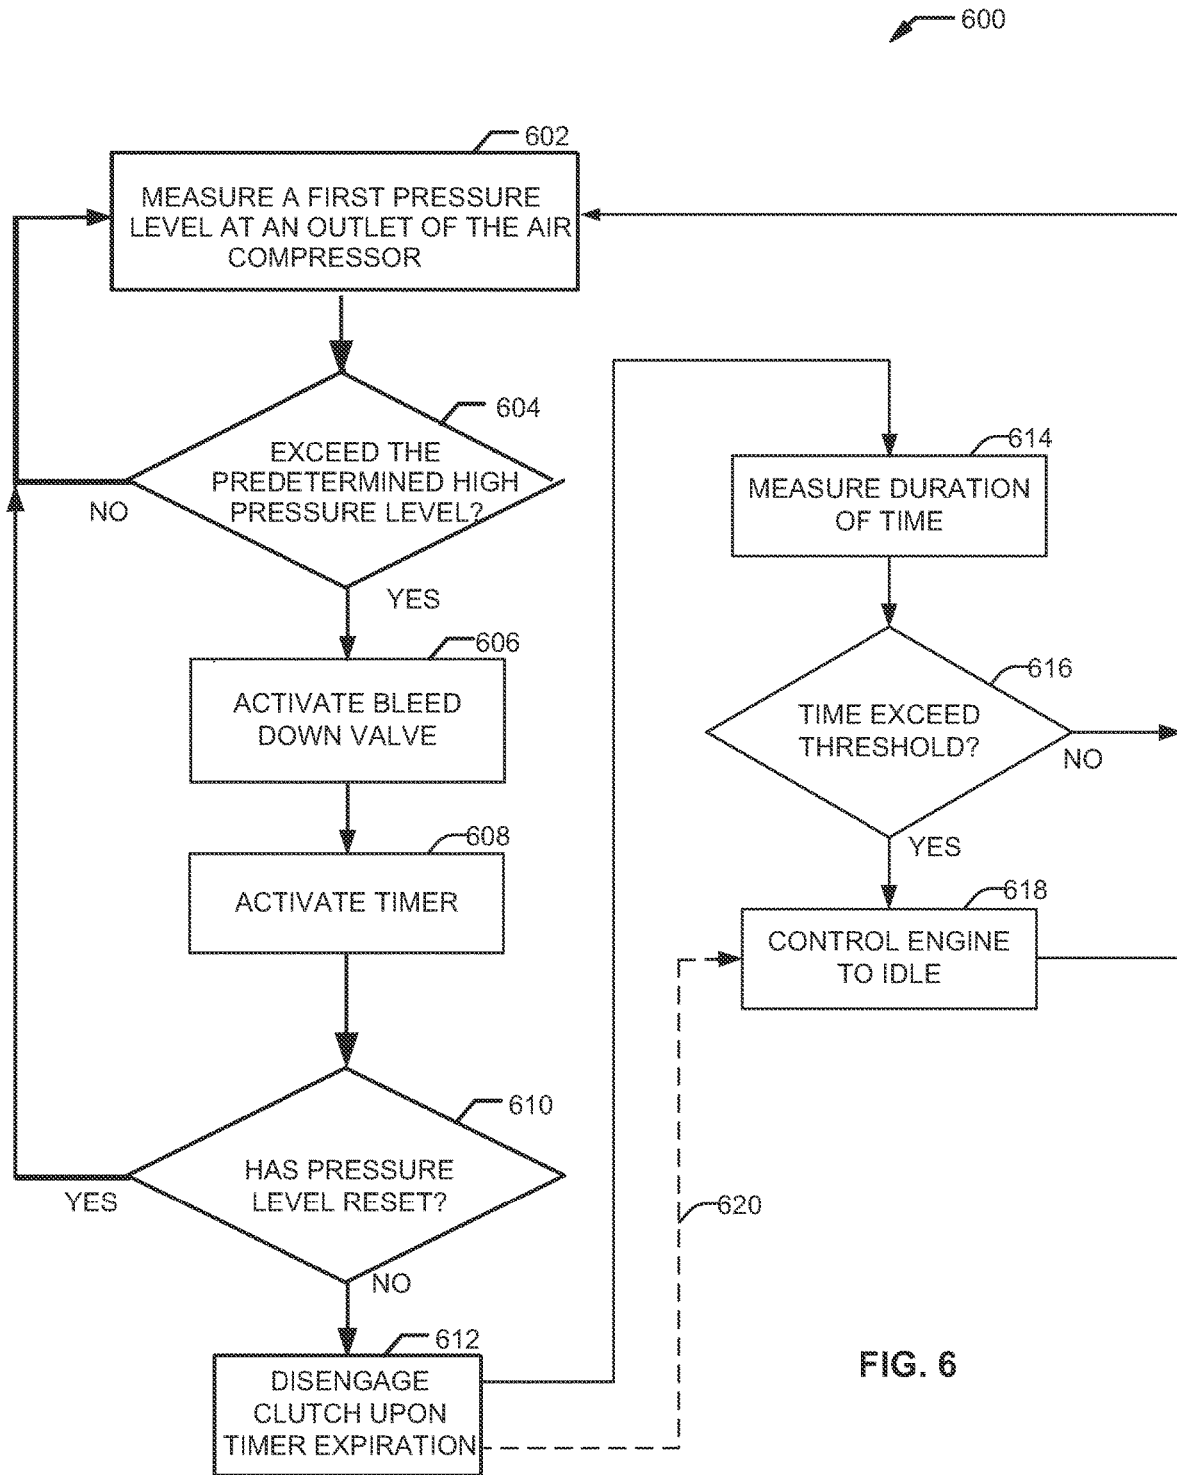 600
602
MEASURE A FIRST PRESSURE
LEVEL AT AN OUTLET OF THE AIR
COMPRESSOR
604
EXCEED THE
PREDETERMINED HIGH
PRESSURE LEVEL?
NO
YES
606
ACTIVATE BLEED
DOWN VALVE
608
ACTIVATE TIMER
610
HAS PRESSURE
LEVEL RESET?
YES
NO
612
DISENGAGE
CLUTCH UPON
TIMER EXPIRATION
614
MEASURE DURATION
OF TIME
616
TIME EXCEED
THRESHOLD?
NO
YES
618
CONTROL ENGINE
TO IDLE
620
FIG. 6